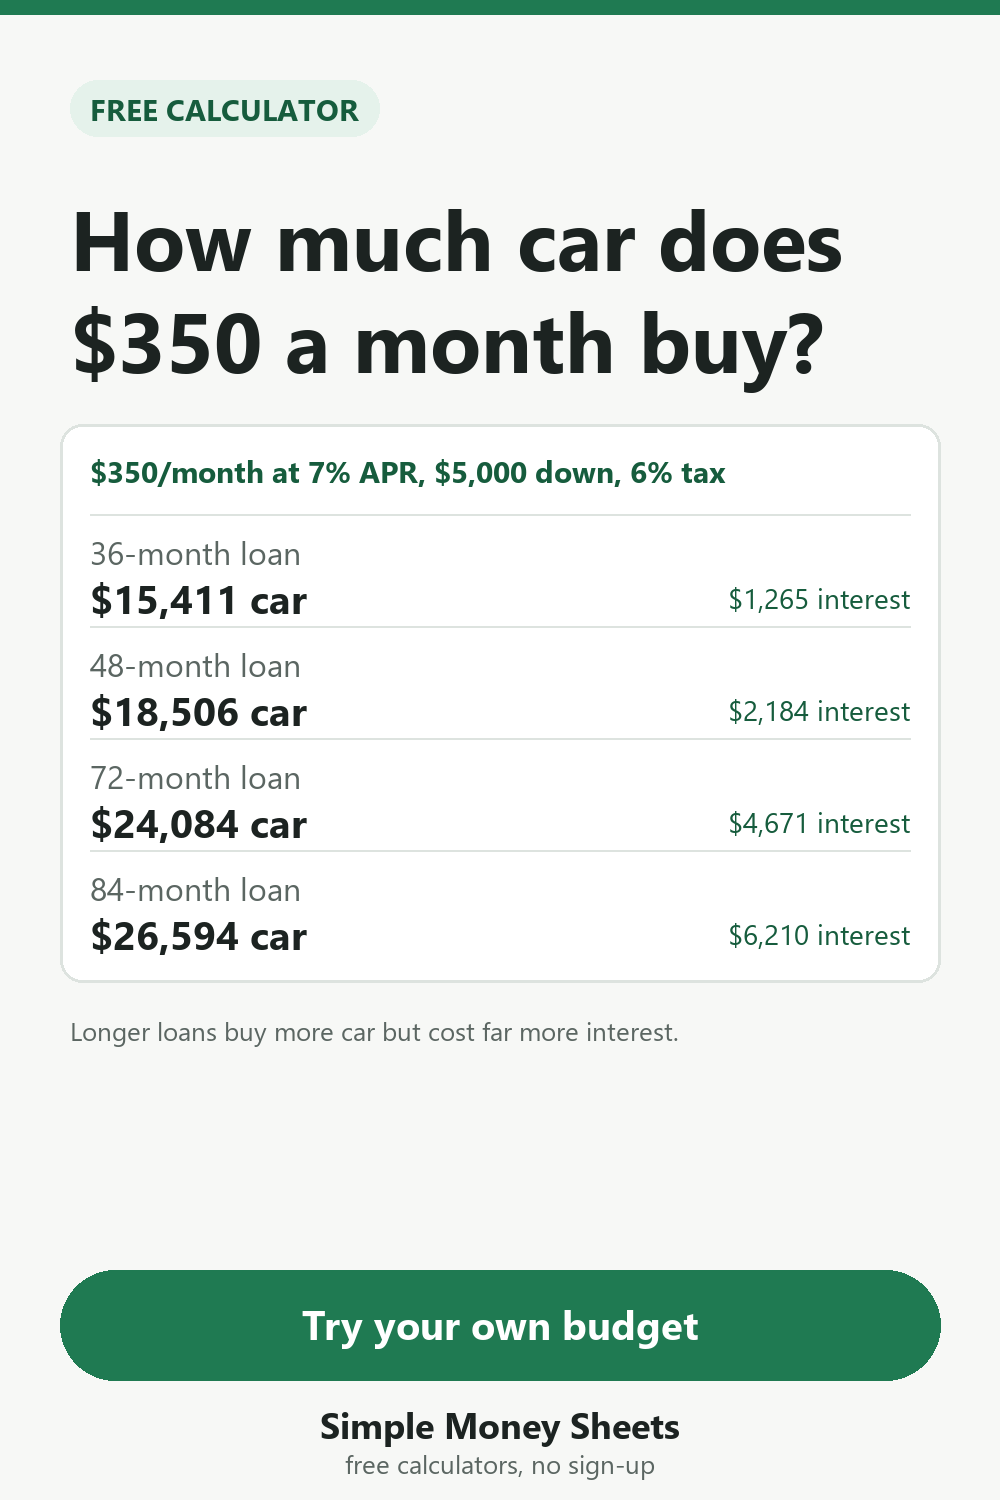 FREE CALCULATOR
How much car does
$350 a month buy?
$350/month at 7% APR, $5,000 down, 6% tax
36-month loan
$15,411 car $1,265 interest
48-month loan
$18,506 car $2,184 interest
72-month loan
$24,084 car $4,671 interest
84-month loan
$26,594 car $6,210 interest
Longer loans buy more car but cost far more interest.
Try your own budget
Simple Money Sheets
free calculators, no sign-up